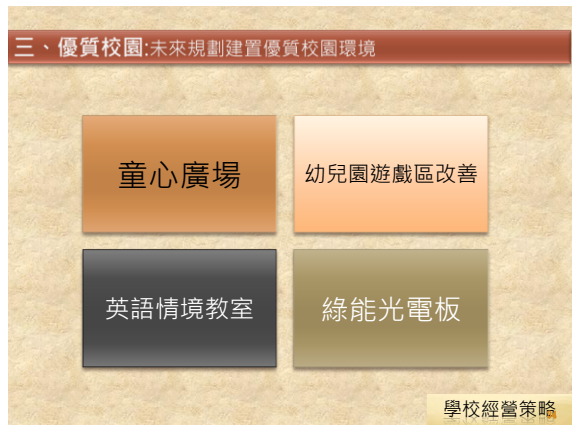 三、優質校園:未來規劃建置優質校園環境
童心廣場
幼兒園遊戲區改善
英語情境教室
綠能光電板
學校經營策略